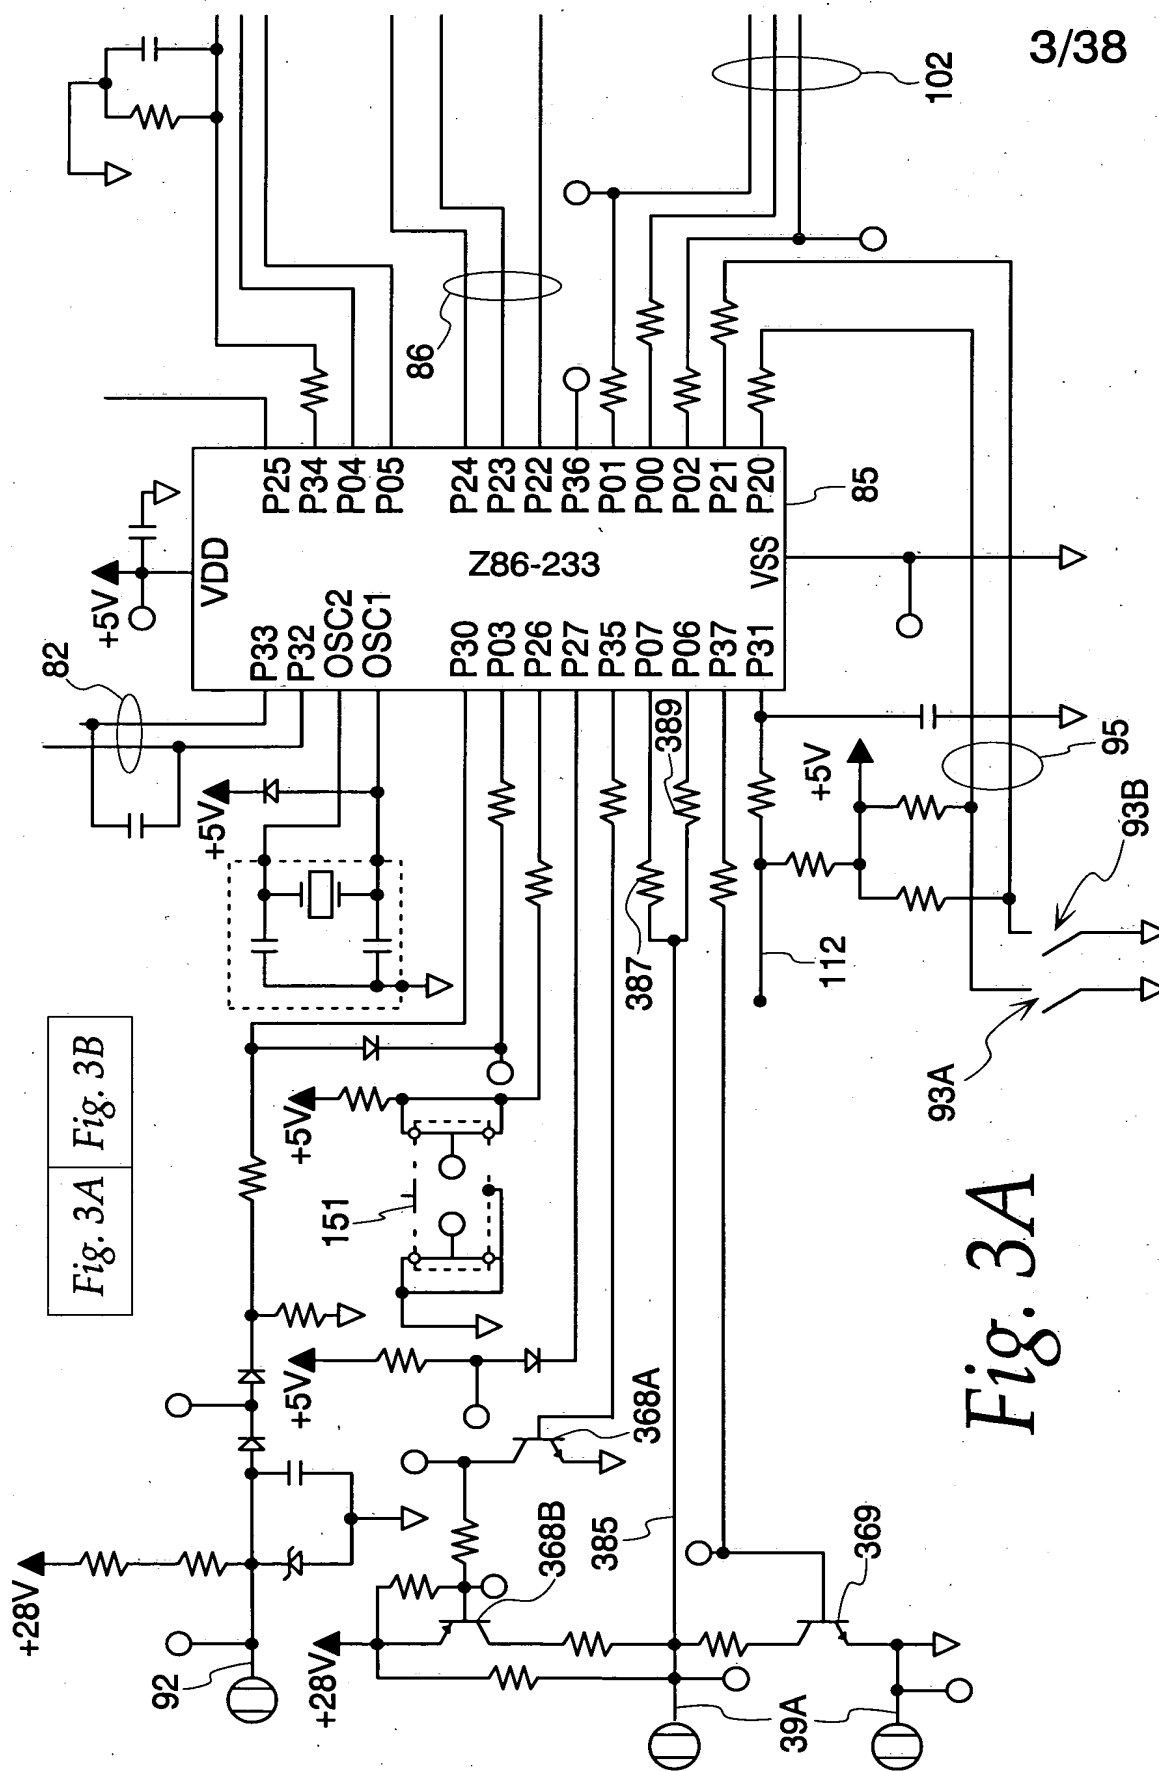 3/38
102
86
82
+5V
+5V
VDD
P25
P34
P04
P05
P24
P23
P22
P36
P01
P00
P02
P21
P20
Z86-233
VSS
85
P33
P32
OSC2
OSC1
P30
P03
P26
P27
P35
P07
P06
P37
P31
389
387
+5V
95
93B
93A
112
Fig. 3A Fig. 3B
+5V
151
+5V
368A
368B
385
369
+28V
92
+28V
39A
Fig. 3A